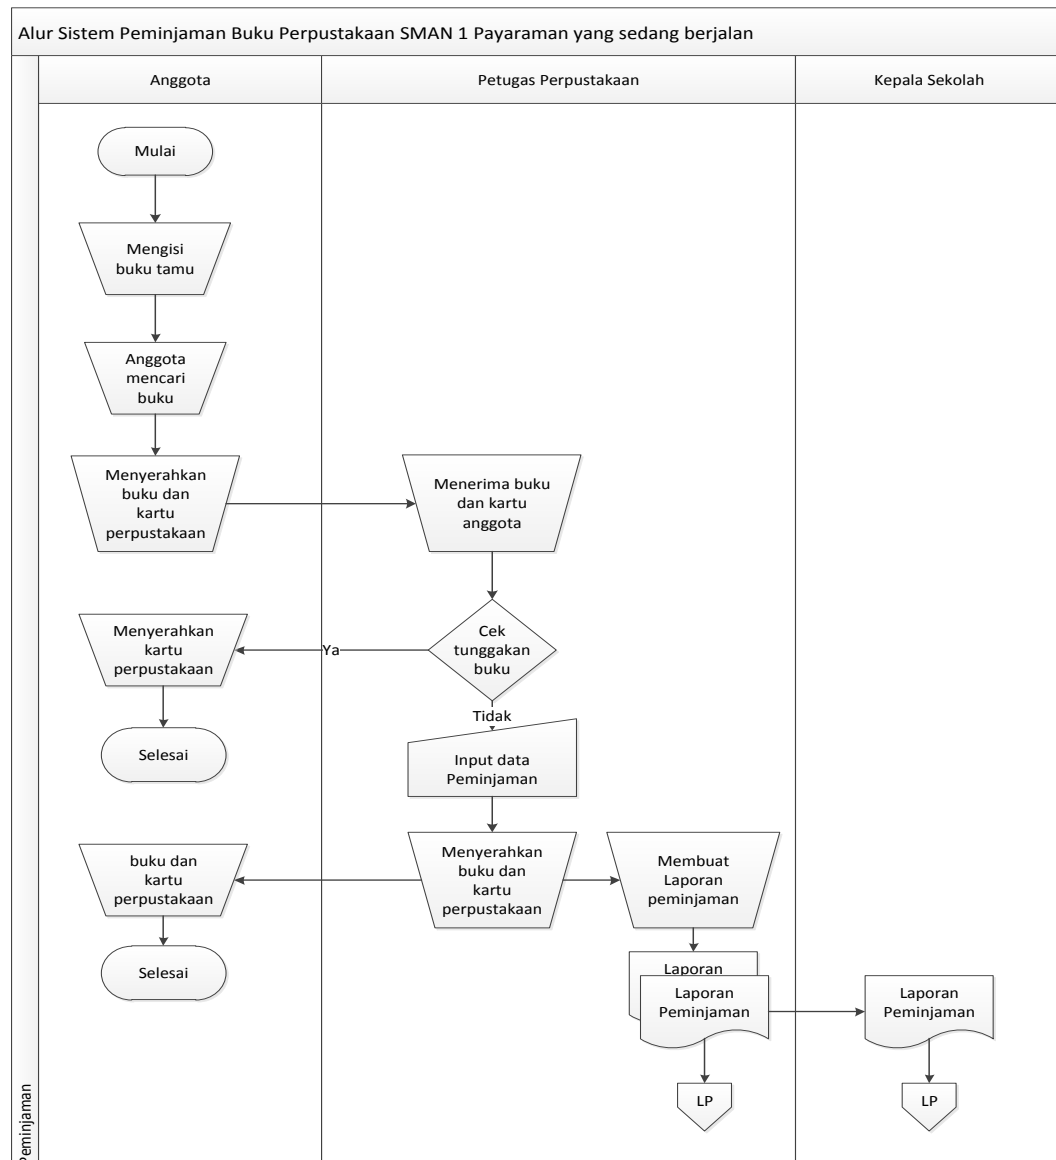 Alur Sistem Peminjaman Buku Perpustakaan SMAN 1 Payaraman yang sedang berjalan
Anggota
Petugas Perpustakaan
Kepala Sekolah
Mulai
Mengisi
buku tamu
Anggota
mencari
buku
Menyerahkan
buku dan
kartu
perpustakaan
Menerima buku
dan kartu
anggota
Cek
tunggakan
buku
Ya
Menyerahkan
kartu
perpustakaan
Selesai
Tidak
Input data
Peminjaman
Menyerahkan
buku dan
kartu
perpustakaan
buku dan
kartu
perpustakaan
Selesai
Membuat
Laporan
peminjaman
Laporan
Laporan
Peminjaman
Laporan
Peminjaman
LP
LP
Peminjaman